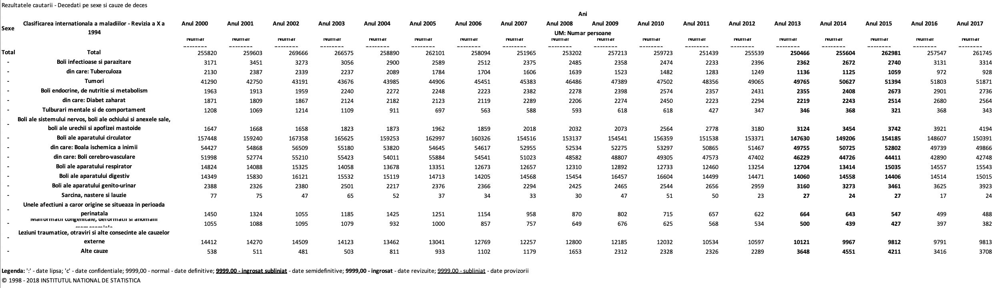 Rezultatele cautarii - Decedati pe sexe si cauze de deces
Ani
Sexe Clasificarea internationala a maladiilor - Revizia a X a 1994 Anul 2000 Anul 2001 Anul 2002 Anul 2003 Anul 2004 Anul 2005 Anul 2006 Anul 2007 Anul 2008 Anul 2009 Anul 2010 Anul 2011 Anul 2012 Anul 2013 Anul 2014 Anul 2015 Anul 2016 Anul 2017
UM: Numar persoane
Numar persoane Numar persoane Numar persoane Numar persoane Numar persoane Numar persoane Numar persoane Numar persoane Numar persoane Numar persoane Numar persoane Numar persoane Numar persoane Numar persoane Numar persoane Numar persoane Numar persoane Numar persoane
Total Total 255820 259603 269666 266575 258890 262101 258094 251965 253202 257213 259723 251439 255539 250466 255604 262981 257547 261745
- Boli infectioase si parazitare 3171 3451 3273 3056 2900 2589 2512 2375 2485 2358 2474 2233 2396 2362 2672 2740 3131 3314
- din care: Tuberculoza 2130 2387 2339 2237 2089 1784 1704 1606 1639 1523 1482 1283 1249 1136 1125 1059 972 928
- Tumori 41290 42750 43191 43676 43985 44906 45451 45383 46486 47389 47502 48356 49065 49765 50627 51394 51803 51871
- Boli endocrine, de nutritie si metabolism 1963 1913 1959 2240 2272 2248 2223 2382 2278 2398 2574 2357 2431 2355 2408 2673 2901 2736
- din care: Diabet zaharat 1871 1809 1867 2124 2182 2123 2119 2289 2206 2274 2450 2223 2294 2219 2243 2514 2680 2564
- Tulburari mentale si de comportament 1208 1069 1214 1109 911 697 563 588 593 618 618 427 347 346 368 321 368 343
- Boli ale sistemului nervos, boli ale ochiului si anexele sale,
boli ale urechii si apofizei mastoide 1647 1668 1658 1823 1873 1962 1859 2018 2032 2073 2564 2778 3180 3124 3454 3742 3921 4194
- Boli ale aparatului circulator 157448 159240 167358 165625 159253 162997 160326 154516 153137 154541 156359 151538 153371 147630 149206 154185 148607 150391
- din care: Boala ischemica a inimii 54427 54868 56509 55180 53820 54645 54617 52955 52534 52275 53297 50865 51467 49755 50725 52802 49739 49866
- din care: Boli cerebro-vasculare 51998 52774 55210 55423 54011 55884 54541 51023 48582 48807 49305 47573 47402 46229 44726 44411 42890 42748
- Boli ale aparatului respirator 14824 14088 15325 14058 13678 13351 12673 12657 12310 12892 12733 12460 13254 12704 13414 15035 14557 15543
- Boli ale aparatului digestiv 14349 15830 16121 15532 15119 14713 14205 14568 15454 16457 16604 14499 14471 14060 14558 14406 14514 15015
- Boli ale aparatului genito-urinar 2388 2326 2380 2501 2217 2376 2366 2294 2425 2465 2544 2656 2959 3160 3273 3461 3625 3923
- Sarcina, nastere si lauzie 77 75 47 65 52 37 34 33 30 47 51 50 23 27 24 27 17 24
- Unele afectiuni a caror origine se situeaza in perioada
perinatala 1450 1324 1055 1185 1425 1251 1154 958 870 802 715 657 622 664 643 547 499 488
- Malformatii congenitale, deformatii si anomalii 1055 1088 1095 1079 932 1000 857 757 649 676 625 568 534 500 439 427 397 382
- Leziuni traumatice, otraviri si alte consecinte ale cauzelor
externe 14412 14270 14509 14123 13462 13041 12769 12257 12800 12185 12032 10534 10597 10121 9967 9812 9791 9813
- Alte cauze 538 511 481 503 811 933 1102 1179 1653 2312 2328 2326 2289 3648 4551 4211 3416 3708
Legenda: ':' - date lipsa; 'c' - date confidentiale; 9999,00 - normal - date definitive; 9999,00 - ingrosat subliniat - date semidefinitive; 9999,00 - ingrosat - date revizuite; 9999,00 - subliniat - date provizorii
© 1998 - 2018 INSTITUTUL NATIONAL DE STATISTICA